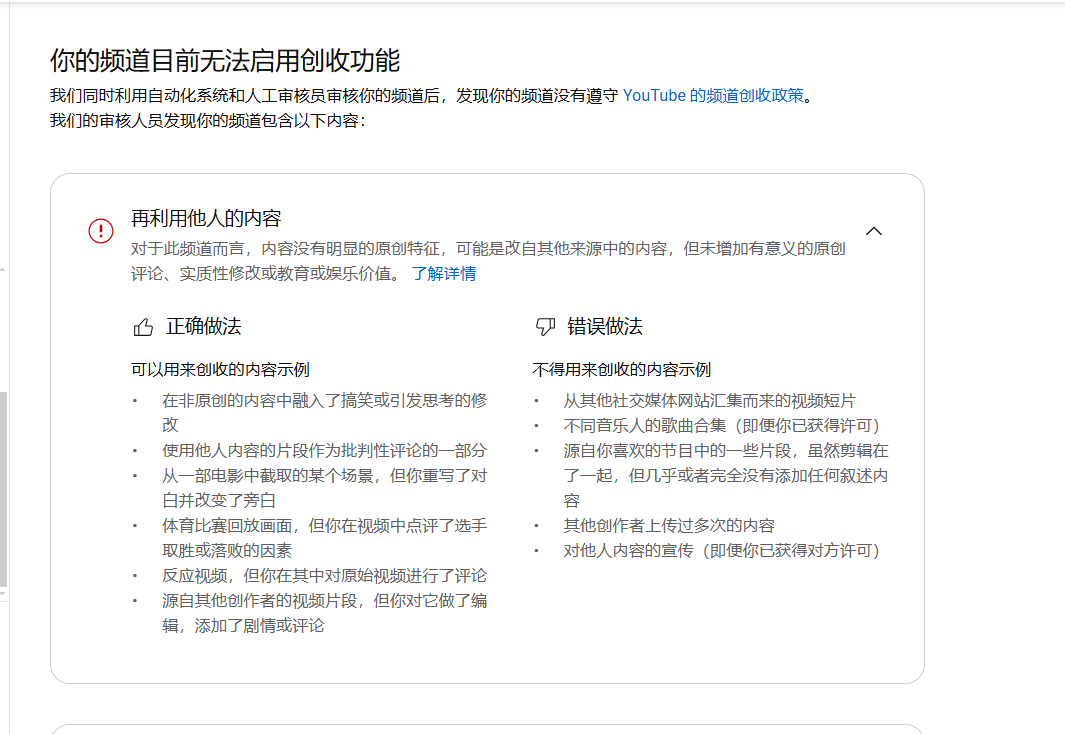 你的频道目前无法启用创收功能
我们同时利用自动化系统和人工审核员审核你的频道后，发现你的频道没有遵守 YouTube 的频道创收政策。
我们的审核人员发现你的频道包含以下内容：
再利用他人的内容
对于此频道而言，内容没有明显的原创特征，可能是改自其他来源中的内容，但未增加有意义的原创
评论、实质性修改或教育或娱乐价值。 了解详情
正确做法
可以用来创收的内容示例
• 在非原创的内容中融入了搞笑或引发思考的修
改
• 使用他人内容的片段作为批判性评论的一部分
• 从一部电影中截取的某个场景，但你重写了对
白并改变了旁白
• 体育比赛回放画面，但你在视频中点评了选手
取胜或落败的因素
• 反应视频，但你在其中对原始视频进行了评论
• 源自其他创作者的视频片段，但你对它做了编
辑，添加了剧情或评论
错误做法
不得用来创收的内容示例
• 从其他社交媒体网站汇集而来的视频短片
• 不同音乐人的歌曲合集（即便你已获得许可）
• 源自你喜欢的节目中的一些片段，虽然剪辑在
了一起，但几乎或者完全没有添加任何叙述内
容
• 其他创作者上传过多次的内容
• 对他人内容的宣传（即便你已获得对方许可）